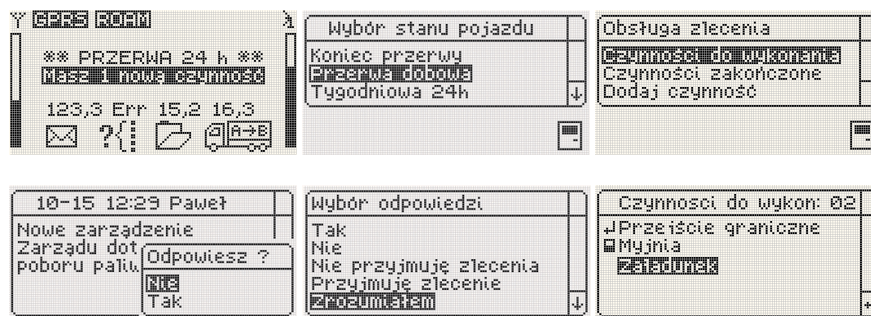 GPRS ROAM
** PRZERWA 24 h **
Masz 1 nową czynność
123,3 Err 15,2 16,3
?{ A→B
Wybór stanu pojazdu
Koniec przerwy
Przerwa dobowa
Tygodniowa 24h
Obsługa zlecenia
Czynności do wykonania
Czynności zakończone
Dodaj czynność
10-15 12:29 Paweł
Nowe zarządzenie
Zarządu dot
poboru paliw
Odpowiesz ?
Nie
Tak
Wybór odpowiedzi
Tak
Nie
Nie przyjmuję zlecenia
Przyjmuję zlecenie
Zrozumiałem
Czynnosci do wykon: 02
Przejście graniczne
Myjnia
Załadunek